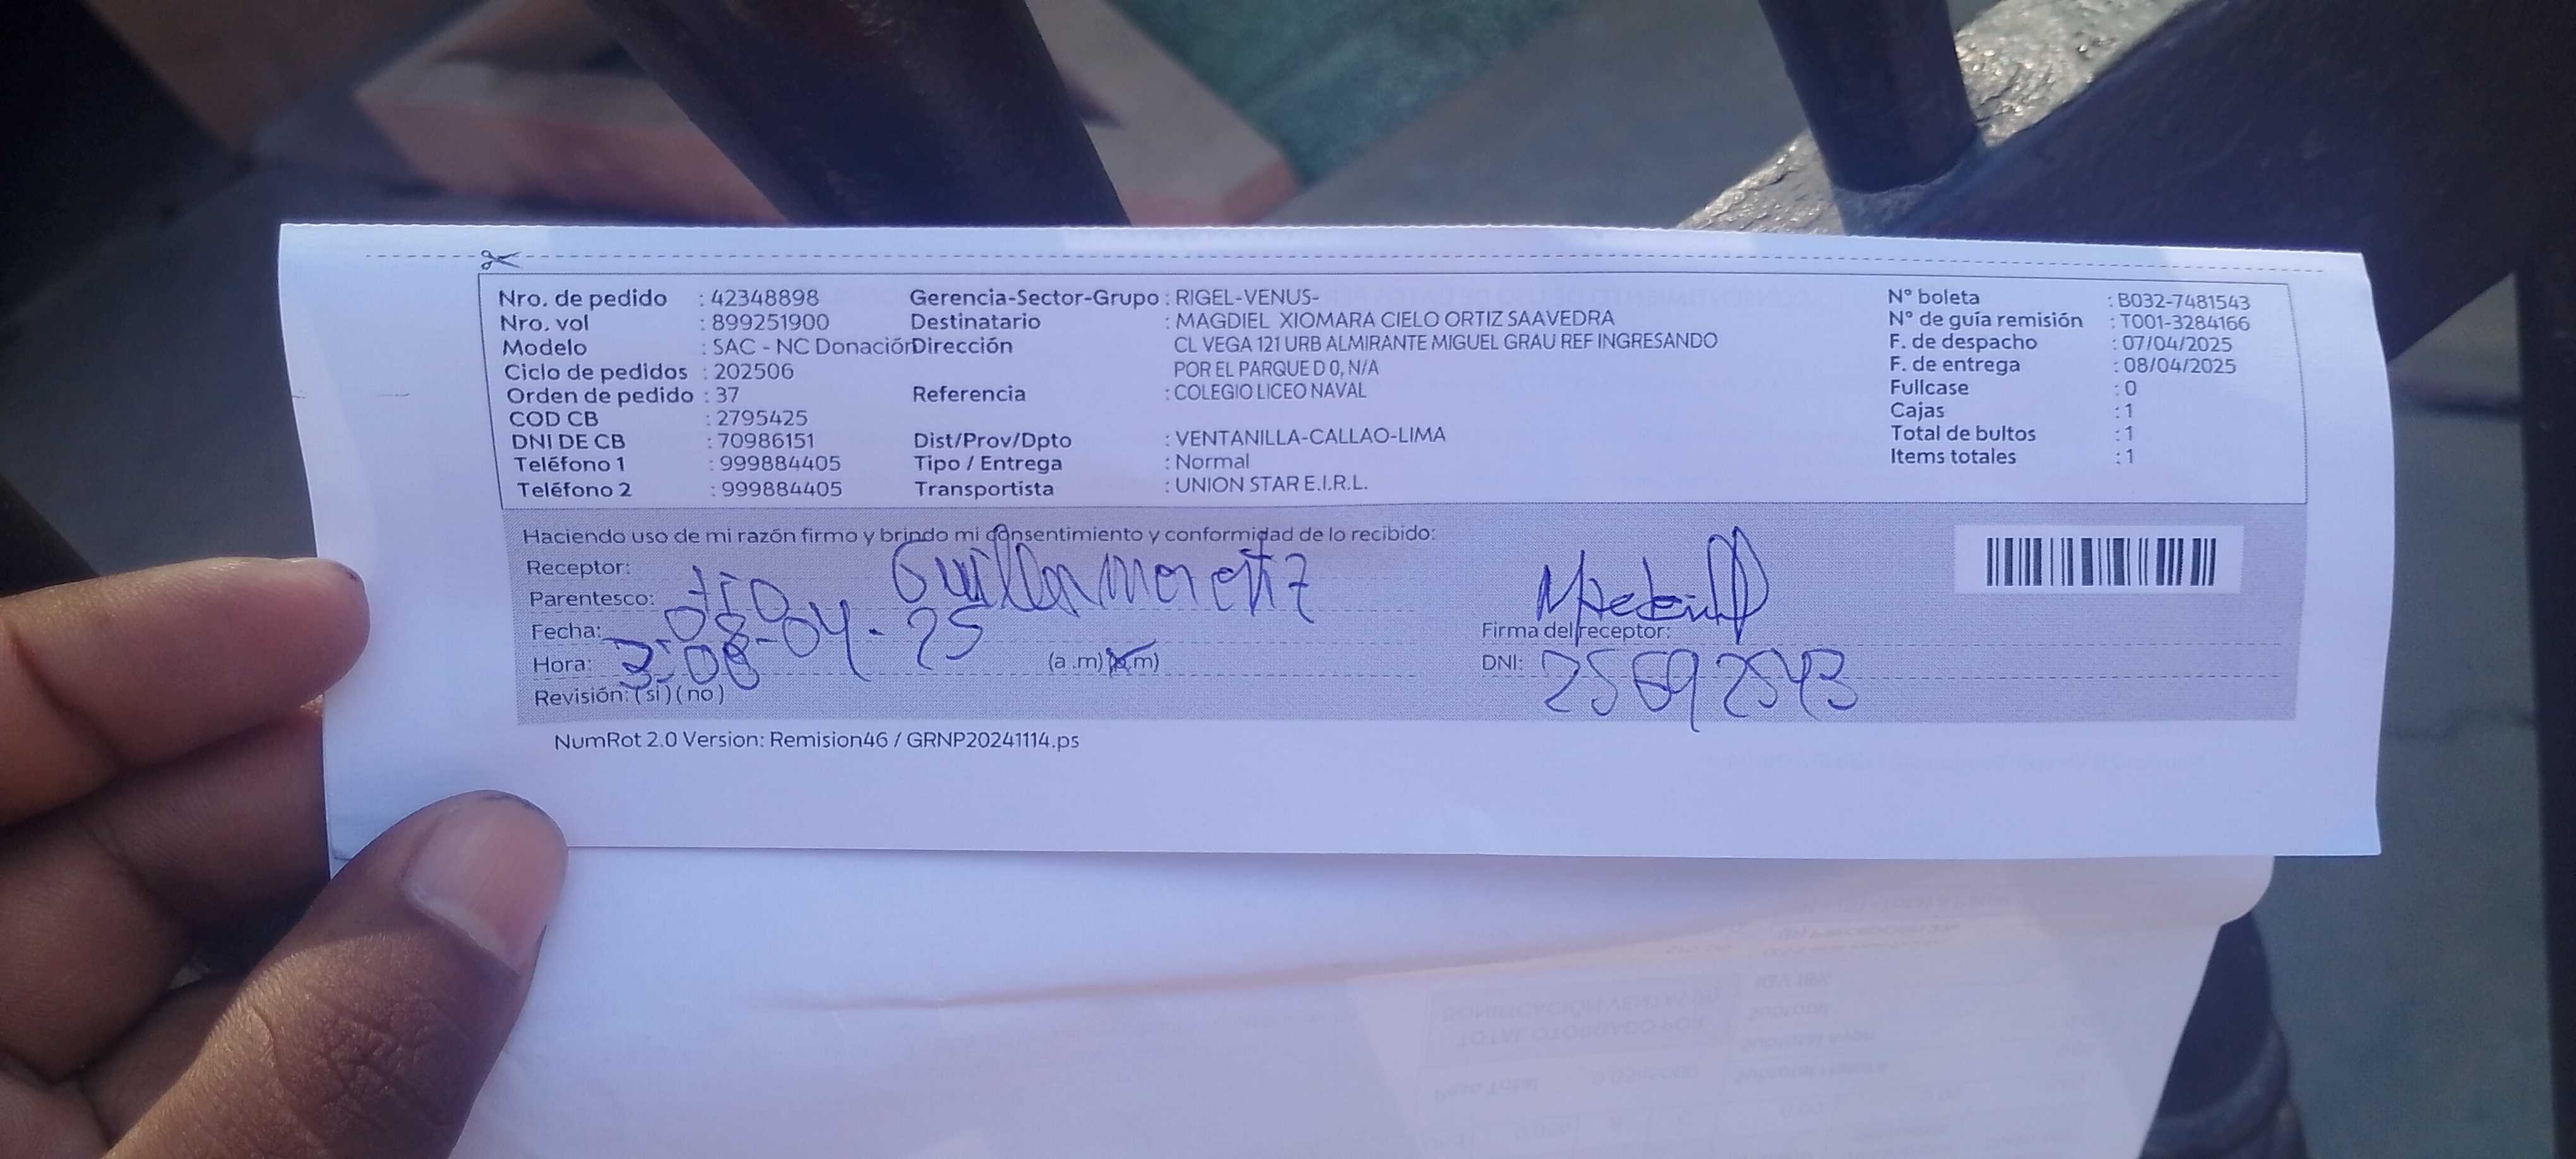 Nro. de pedido : 42348898
Nro. vol : 899251900
Modelo : SAC - NC Donación
Ciclo de pedidos : 202506
Orden de pedido : 37
COD CB : 2795425
DNI DE CB : 70986151
Teléfono 1 : 999884405
Teléfono 2 : 999884405
Gerencia-Sector-Grupo : RIGEL-VENUS-
Destinatario : MAGDIEL XIOMARA CIELO ORTIZ SAAVEDRA
Dirección CL VEGA 121 URB ALMIRANTE MIGUEL GRAU REF INGRESANDO
POR EL PARQUE D 0, N/A
Referencia : COLEGIO LICEO NAVAL
Dist/Prov/Dpto : VENTANILLA-CALLAO-LIMA
Tipo / Entrega : Normal
Transportista : UNION STAR E.I.R.L.
N° boleta : B032-7481543
N° de guía remisión : T001-3284166
F. de despacho : 07/04/2025
F. de entrega : 08/04/2025
Fullcase : 0
Cajas : 1
Total de bultos : 1
Items totales : 1
Haciendo uso de mi razón firmo y brindo mi consentimiento y conformidad de lo recibido:
Receptor: Guillermo ortiz
Parentesco: tio
Fecha: 08-04-25
Hora: 3:08 (a.m) (p.m)
Revisión: (si) (no)
Firma del receptor:
DNI: 25692543
NumRot 2.0 Version: Remision46 / GRNP20241114.ps